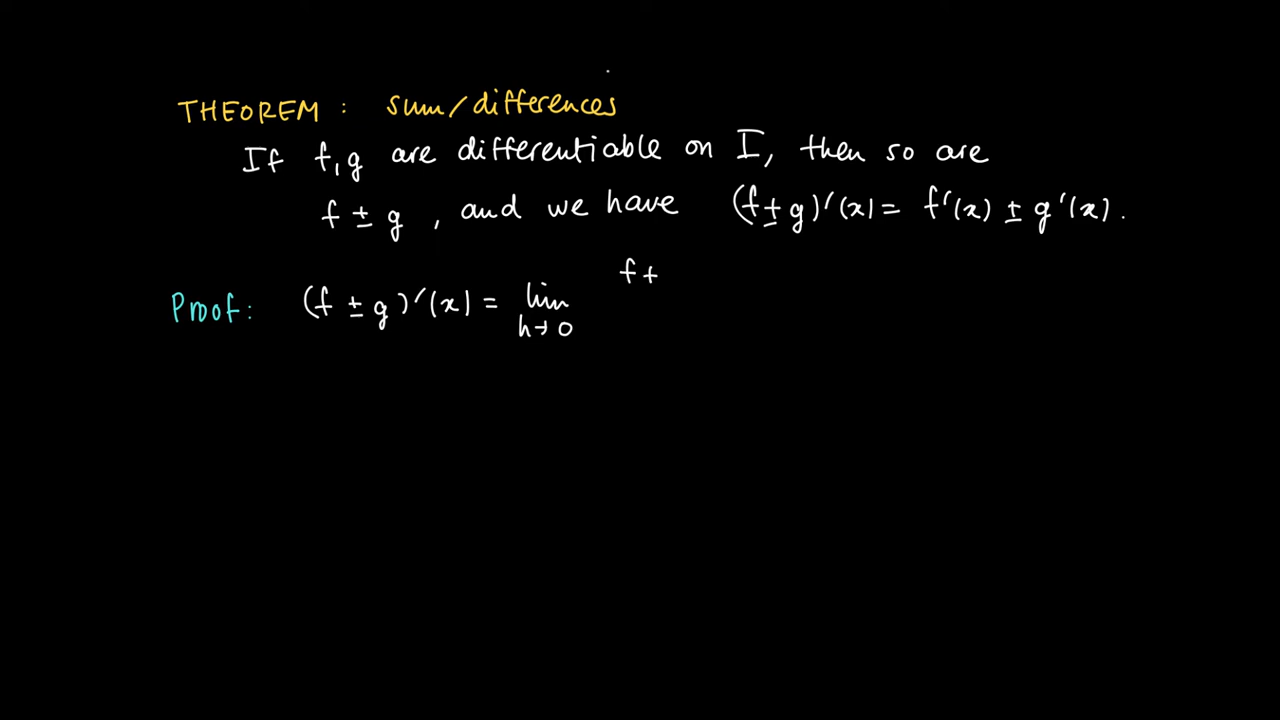 THEOREM : sum/differences
If f, g are differentiable on I, then so are
f ± g , and we have (f ± g)'(x) = f'(x) ± g'(x).
f +
Proof: (f ± g)'(x) = lim
h → 0